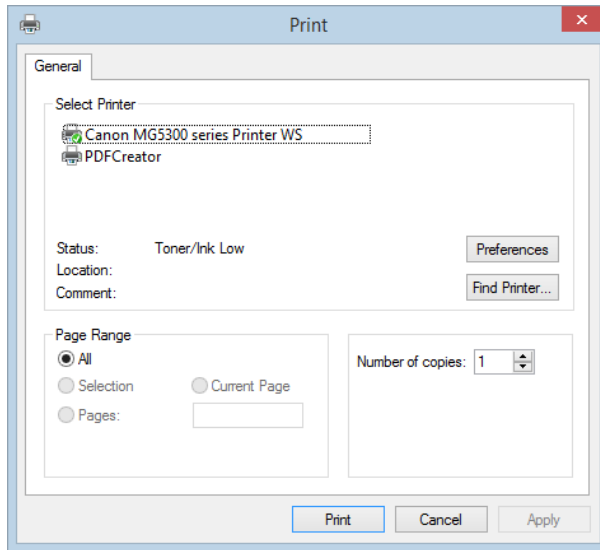 Print
General
Select Printer
Canon MG5300 series Printer WS
PDFCreator
Status: Toner/Ink Low
Preferences
Location:
Comment:
Find Printer...
Page Range
All
Selection
Current Page
Pages:
Number of copies: 1
Print
Cancel
Apply